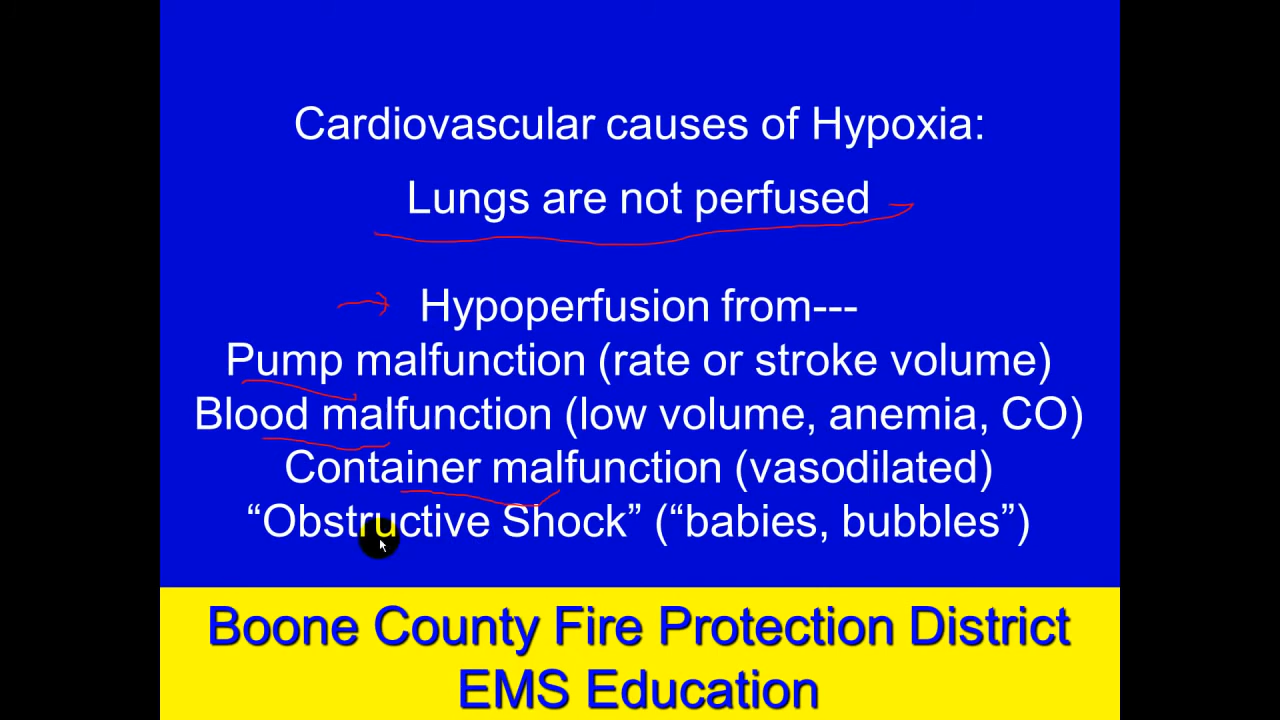 Cardiovascular causes of Hypoxia:
Lungs are not perfused
Hypoperfusion from---
Pump malfunction (rate or stroke volume)
Blood malfunction (low volume, anemia, CO)
Container malfunction (vasodilated)
“Obstructive Shock” (“babies, bubbles”)
Boone County Fire Protection District
EMS Education